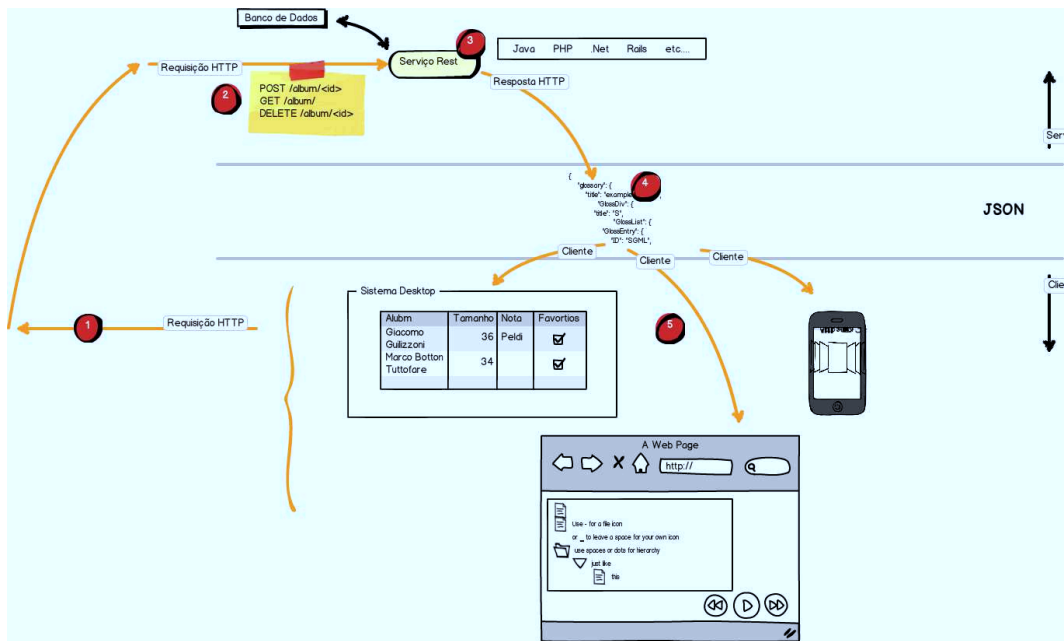 Banco de Dados
3
Serviço Rest
Java PHP .Net Rails etc....
Requisição HTTP
Resposta HTTP
2
POST /album/<id>
GET /album/
DELETE /album/<id>
Serv
4
{
"glossary": {
"title": "example
"GlossDiv": {
"title": "S",
"GlossList": {
"GlossEntry": {
"ID": "SGML",
JSON
Cliente
Cliente
Cliente
Clie
1
Requisição HTTP
5
Sistema Desktop
Alubm Tamanho Nota Favortios
Giacomo Guilizzoni 36 Peldi
Marco Botton Tuttofare 34
A Web Page
http://
Use - for a file icon
or _ to leave a space for your own icon
use spaces or dots for hierarchy
just like
this